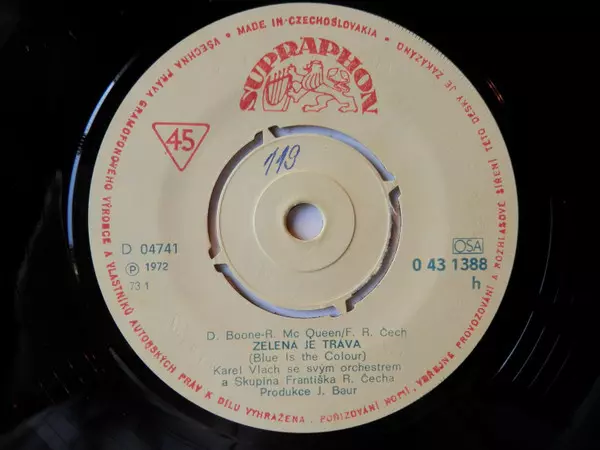 • MADE IN CZECHOSLOVAKIA •
VŠECHNA PRÁVA GRAMOFONOVÉHO VÝROBCE A VLASTNÍKŮ AUTORSKÝCH PRÁV K DÍLU VYHRAŽENA. POŘIZOVÁNÍ KOPIÍ, VEŘEJNÉ PROVOZOVÁNÍ A ROZHLASOVÉ ŠÍŘENÍ TÉTO DESKY JE ZAKÁZÁNO
SUPRAPHON
45
119
D 04741
Ⓟ 1972
73 1
OSA
0 43 1388
h
D. Boone-R. Mc Queen/F. R. Čech
ZELENÁ JE TRÁVA
(Blue Is the Colour)
Karel Vlach se svým orchestrem
a Skupina Františka R. Čecha
Produkce J. Baur